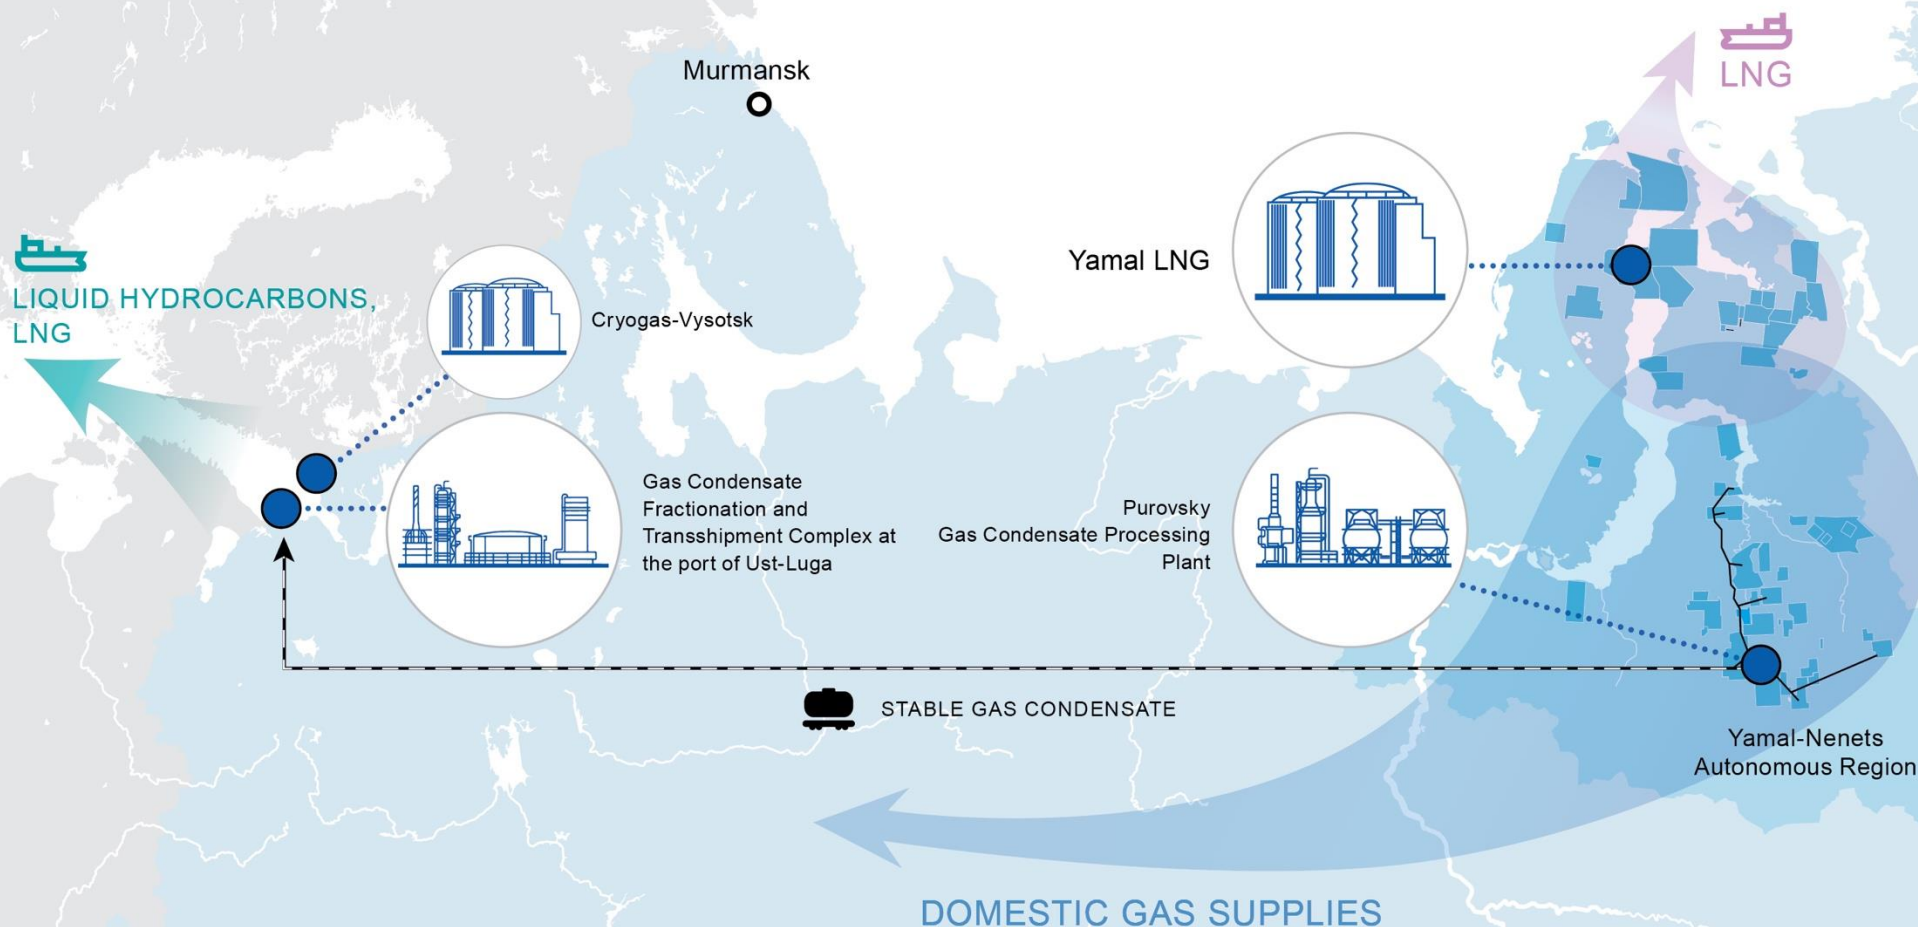 Murmansk
LNG
Yamal LNG
LIQUID HYDROCARBONS,
LNG
Cryogas-Vysotsk
Gas Condensate
Fractionation and
Transshipment Complex at
the port of Ust-Luga
Purovsky
Gas Condensate Processing
Plant
STABLE GAS CONDENSATE
Yamal-Nenets
Autonomous Region
DOMESTIC GAS SUPPLIES